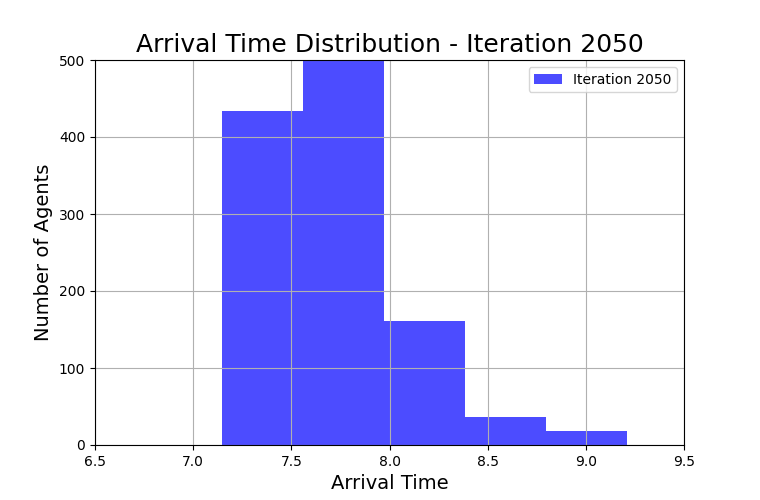 Arrival Time Distribution - Iteration 2050
Iteration 2050
500
400
300
200
100
0
Number of Agents
6.5 7.0 7.5 8.0 8.5 9.0 9.5
Arrival Time